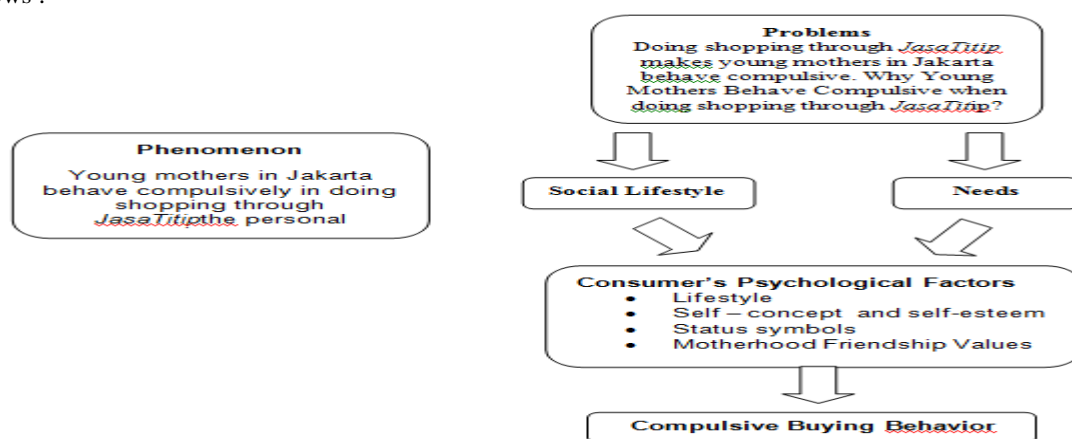 ows :
Problems
Doing shopping through JasaTitip
makes young mothers in Jakarta
behave compulsive. Why Young
Mothers Behave Compulsive when
doing shopping through JasaTitip?
Phenomenon
Young mothers in Jakarta
behave compulsively in doing
shopping through
JasaTitipthe personal
Social Lifestyle
Needs
Consumer's Psychological Factors
• Lifestyle
• Self – concept and self-esteem
• Status symbols
• Motherhood Friendship Values
Compulsive Buying Behavior